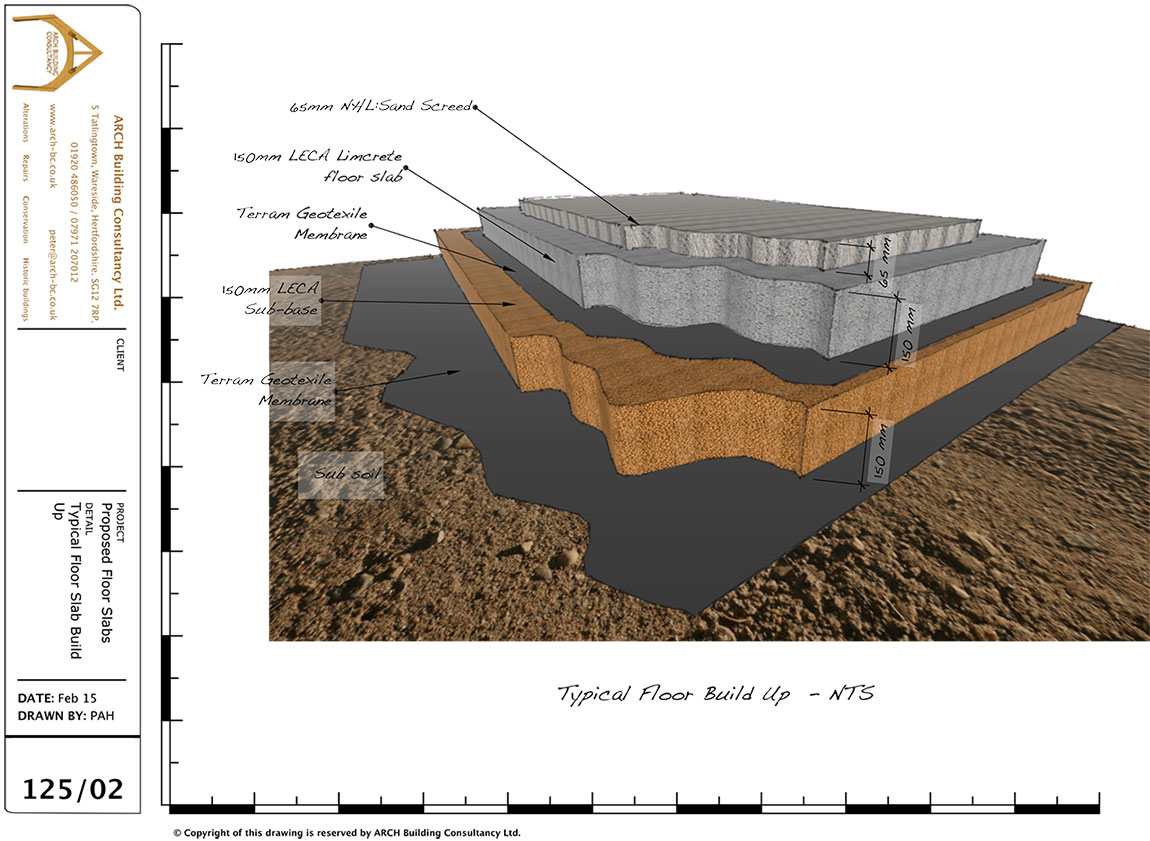 ARCH BUILDING
CONSULTANCY
ARCH Building Consultancy Ltd.
5 Tatlingtown, Wareside, Hertfordshire. SG12 7RP.
01920 486050 / 07971 207012
www.arch-bc.co.uk peter@arch-bc.co.uk
Alterations Repairs Conservation Historic buildings
CLIENT
PROJECT
Proposed Floor Slabs
DETAIL
Typical Floor Slab Build
Up
DATE: Feb 15
DRAWN BY: PAH
125/02
65mm NYL:Sand Screed
150mm LECA Limcrete
floor slab
Terram Geotexile
Membrane
150mm LECA
Sub-base
Terram Geotexile
Membrane
Sub soil
65 mm
150 mm
150 mm
Typical Floor Build Up - NTS
© Copyright of this drawing is reserved by ARCH Building Consultancy Ltd.